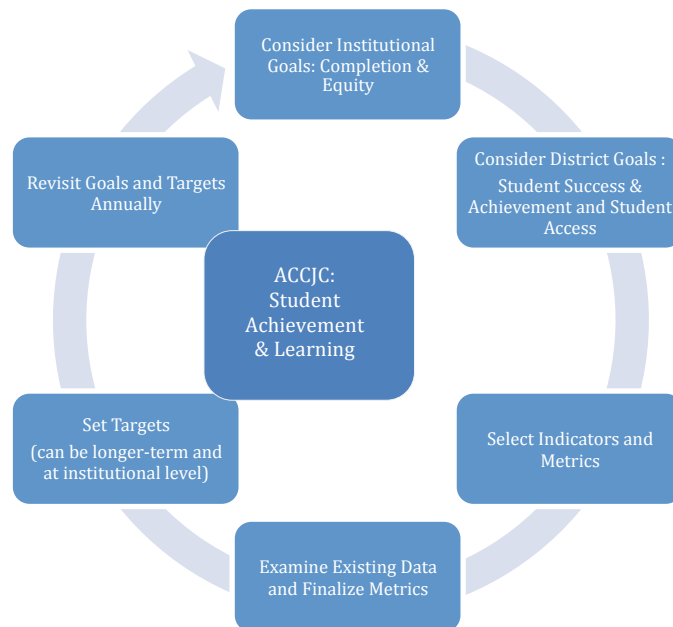 Consider Institutional
Goals: Completion &
Equity
Consider District Goals :
Student Success &
Achievement and Student
Access
Select Indicators and
Metrics
Examine Existing Data
and Finalize Metrics
Set Targets
(can be longer-term and
at institutional level)
Revisit Goals and Targets
Annually
ACCJC:
Student
Achievement
& Learning